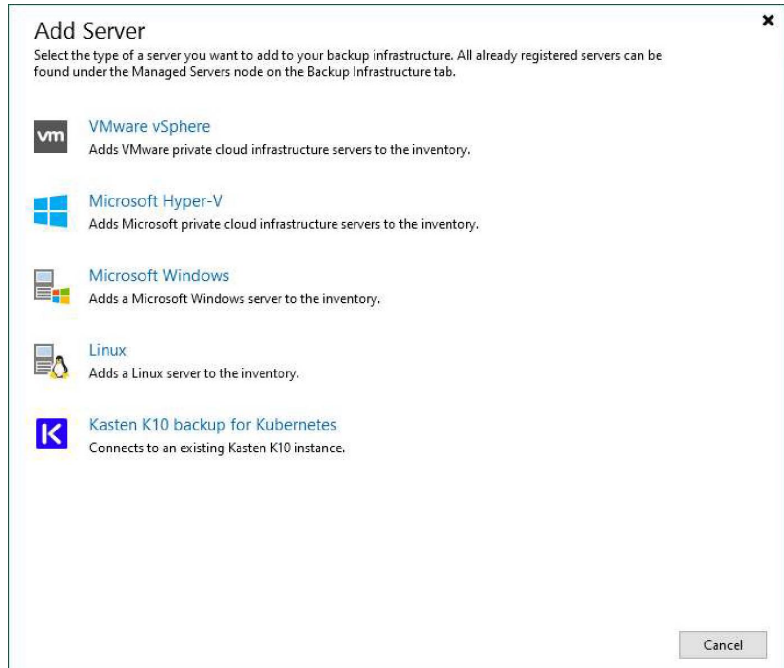 Add Server
Select the type of a server you want to add to your backup infrastructure. All already registered servers can be
found under the Managed Servers node on the Backup Infrastructure tab.
vm
VMware vSphere
Adds VMware private cloud infrastructure servers to the inventory.
Microsoft Hyper-V
Adds Microsoft private cloud infrastructure servers to the inventory.
Microsoft Windows
Adds a Microsoft Windows server to the inventory.
Linux
Adds a Linux server to the inventory.
K
Kasten K10 backup for Kubernetes
Connects to an existing Kasten K10 instance.
Cancel